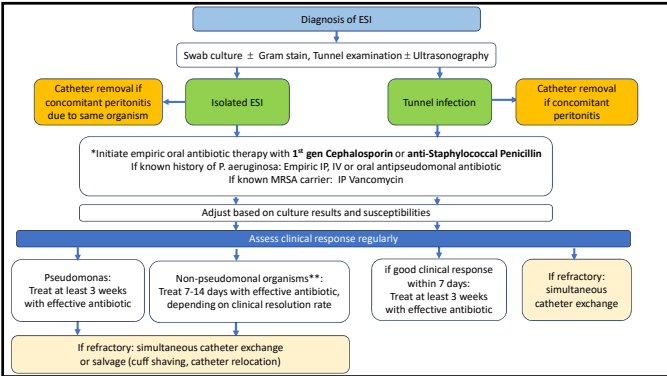 Diagnosis of ESI
Swab culture ± Gram stain, Tunnel examination ± Ultrasonography
Catheter removal if
concomitant peritonitis
due to same organism
Isolated ESI
Tunnel infection
Catheter removal
if concomitant
peritonitis
*Initiate empiric oral antibiotic therapy with 1st gen Cephalosporin or anti-Staphylococcal Penicillin
If known history of P. aeruginosa: Empiric IP, IV or oral antipseudomonal antibiotic
If known MRSA carrier: IP Vancomycin
Adjust based on culture results and susceptibilities
Assess clinical response regularly
Pseudomonas:
Treat at least 3 weeks
with effective antibiotic
Non-pseudomonal organisms**:
Treat 7-14 days with effective antibiotic,
depending on clinical resolution rate
if good clinical response
within 7 days:
Treat at least 3 weeks
with effective antibiotic
If refractory:
simultaneous
catheter exchange
If refractory: simultaneous catheter exchange
or salvage (cuff shaving, catheter relocation)